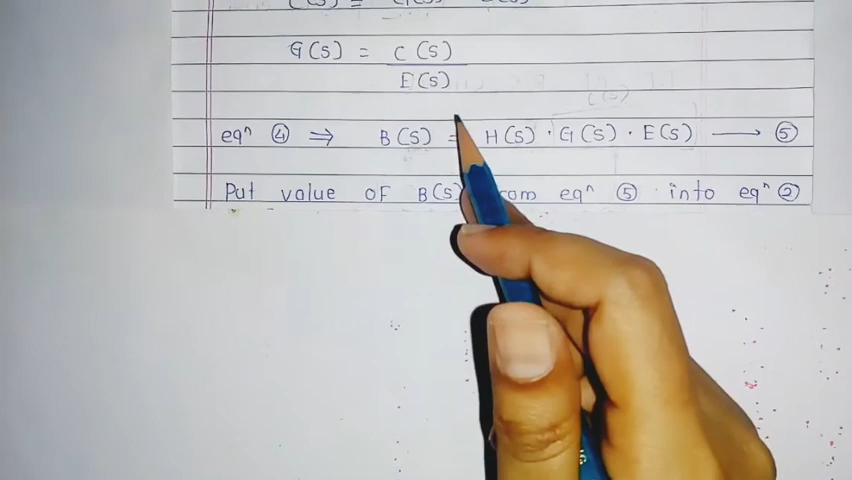 G(S) = C(S)
E(S)
C(S)
eqⁿ ④ ⇒ B(S) = H(S) · G(S) · E(S) → ⑤
Put value OF B(S) from eqⁿ ⑤ into eqⁿ ②